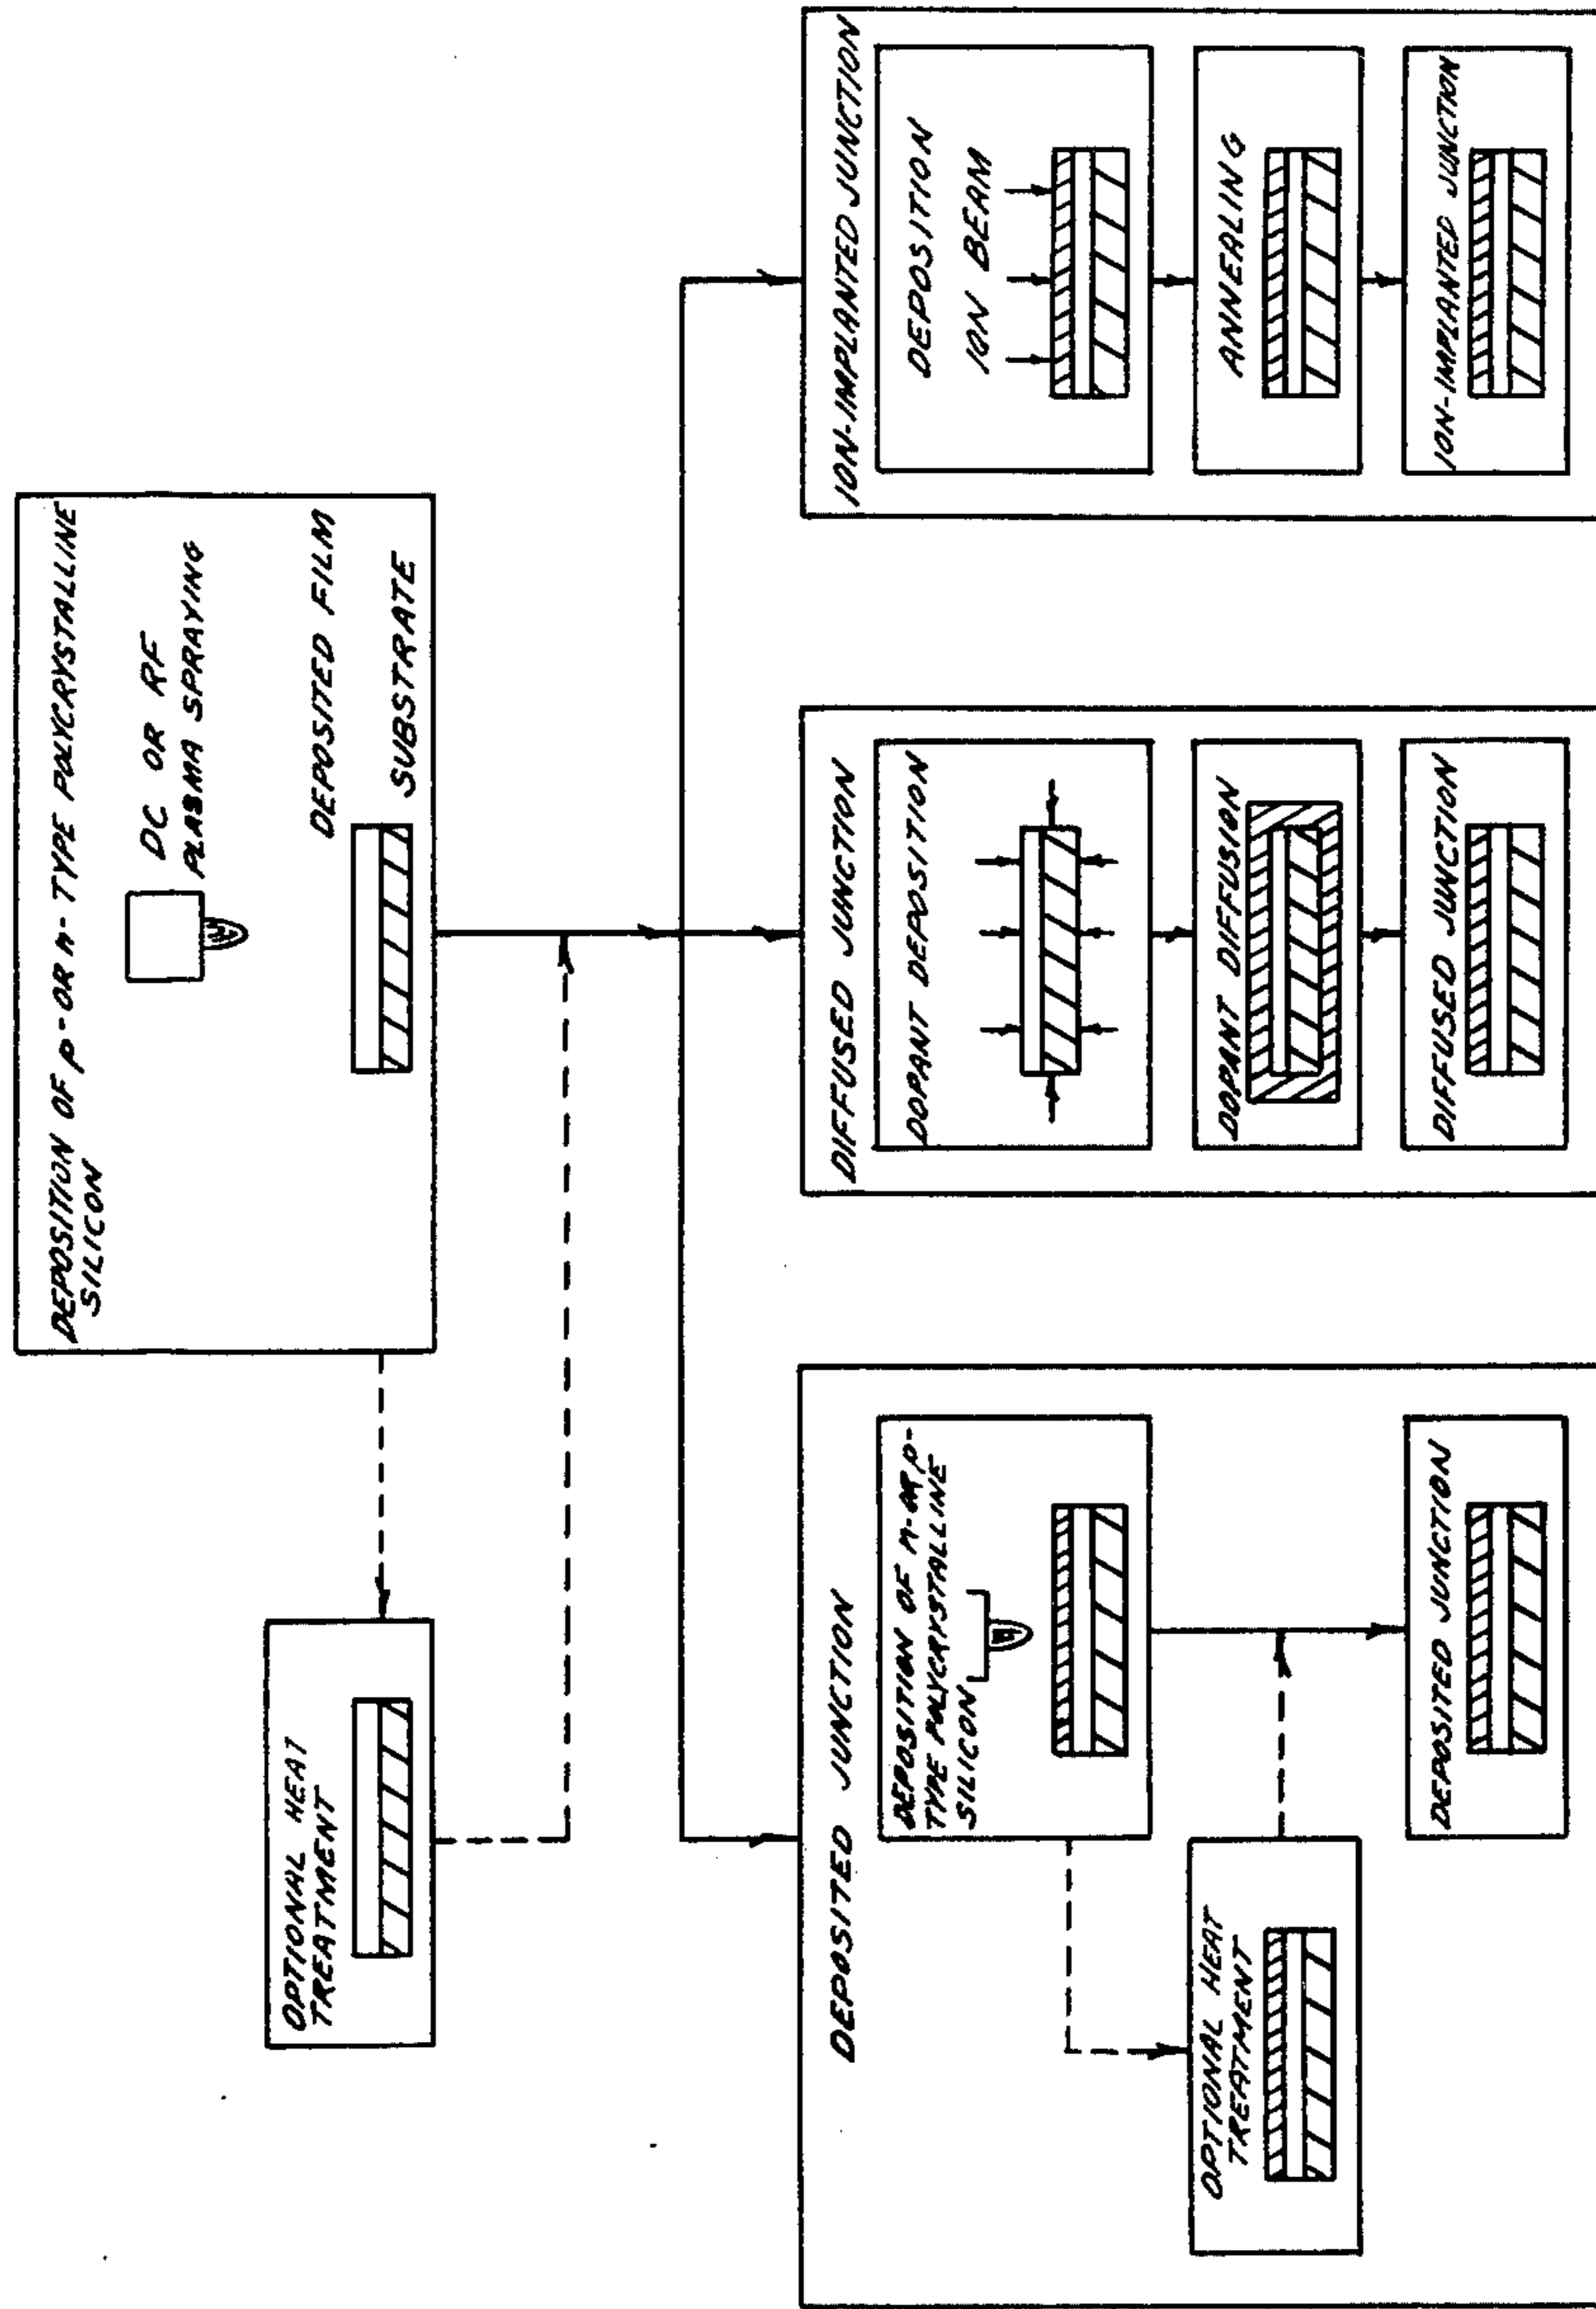 DEPOSITION OF p- OR n- TYPE POLYCRYSTALLINE
SILICON
DC OR RF
PLASMA SPRAYING
DEPOSITED FILM
SUBSTRATE
OPTIONAL HEAT
TREATMENT
DEPOSITED JUNCTION
DEPOSITION OF n- OR p-
TYPE POLYCRYSTALLINE
SILICON
OPTIONAL HEAT
TREATMENT
DEPOSITED JUNCTION
DIFFUSED JUNCTION
DOPANT DEPOSITION
DOPANT DIFFUSION
DIFFUSED JUNCTION
ION-IMPLANTED JUNCTION
DEPOSITION
ION BEAM
ANNEALING
ION-IMPLANTED JUNCTION